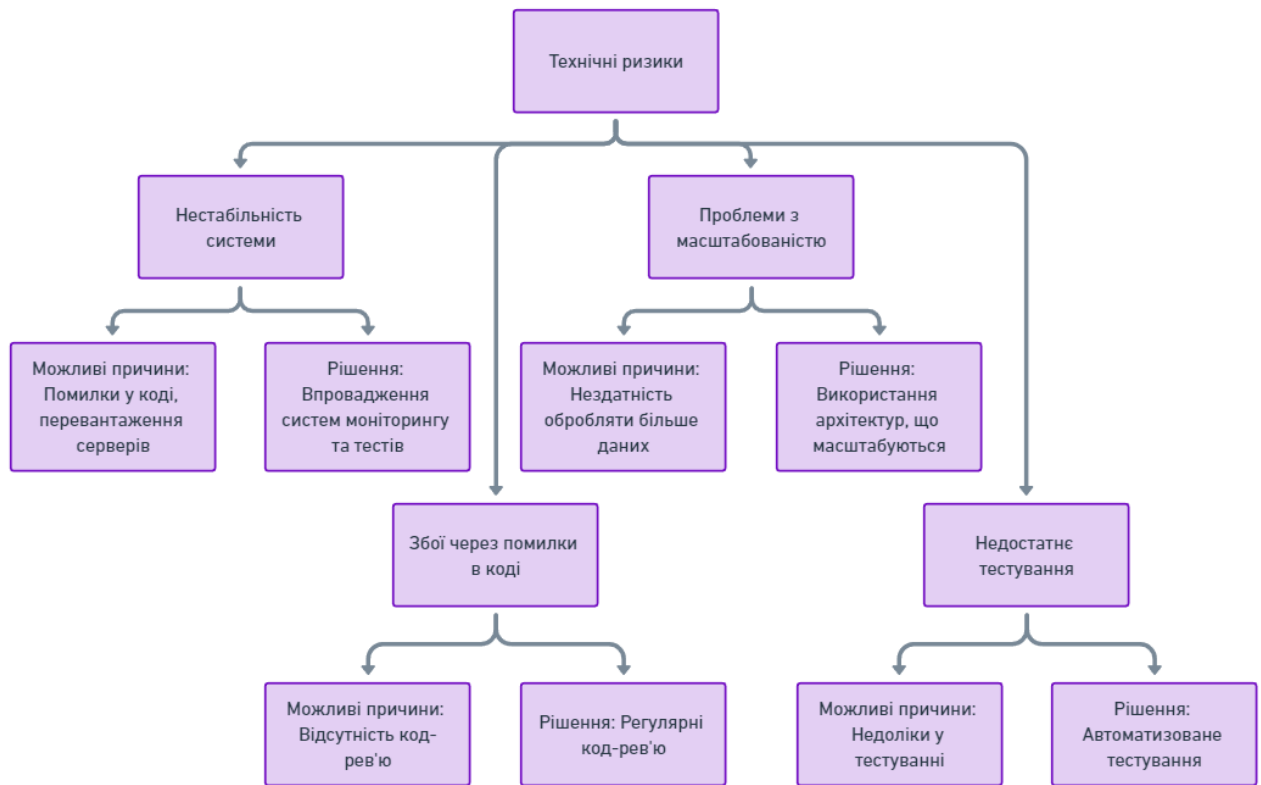 Технічні ризики
Нестабільність
системи
Проблеми з
масштабованістю
Можливі причини:
Помилки у коді,
перевантаження
серверів
Рішення:
Впровадження
систем моніторингу
та тестів
Можливі причини:
Нездатність
обробляти більше
даних
Рішення:
Використання
архітектур, що
масштабуються
Збої через помилки
в коді
Недостатнє
тестування
Можливі причини:
Відсутність код-
рев'ю
Рішення: Регулярні
код-рев'ю
Можливі причини:
Недоліки у
тестуванні
Рішення:
Автоматизоване
тестування